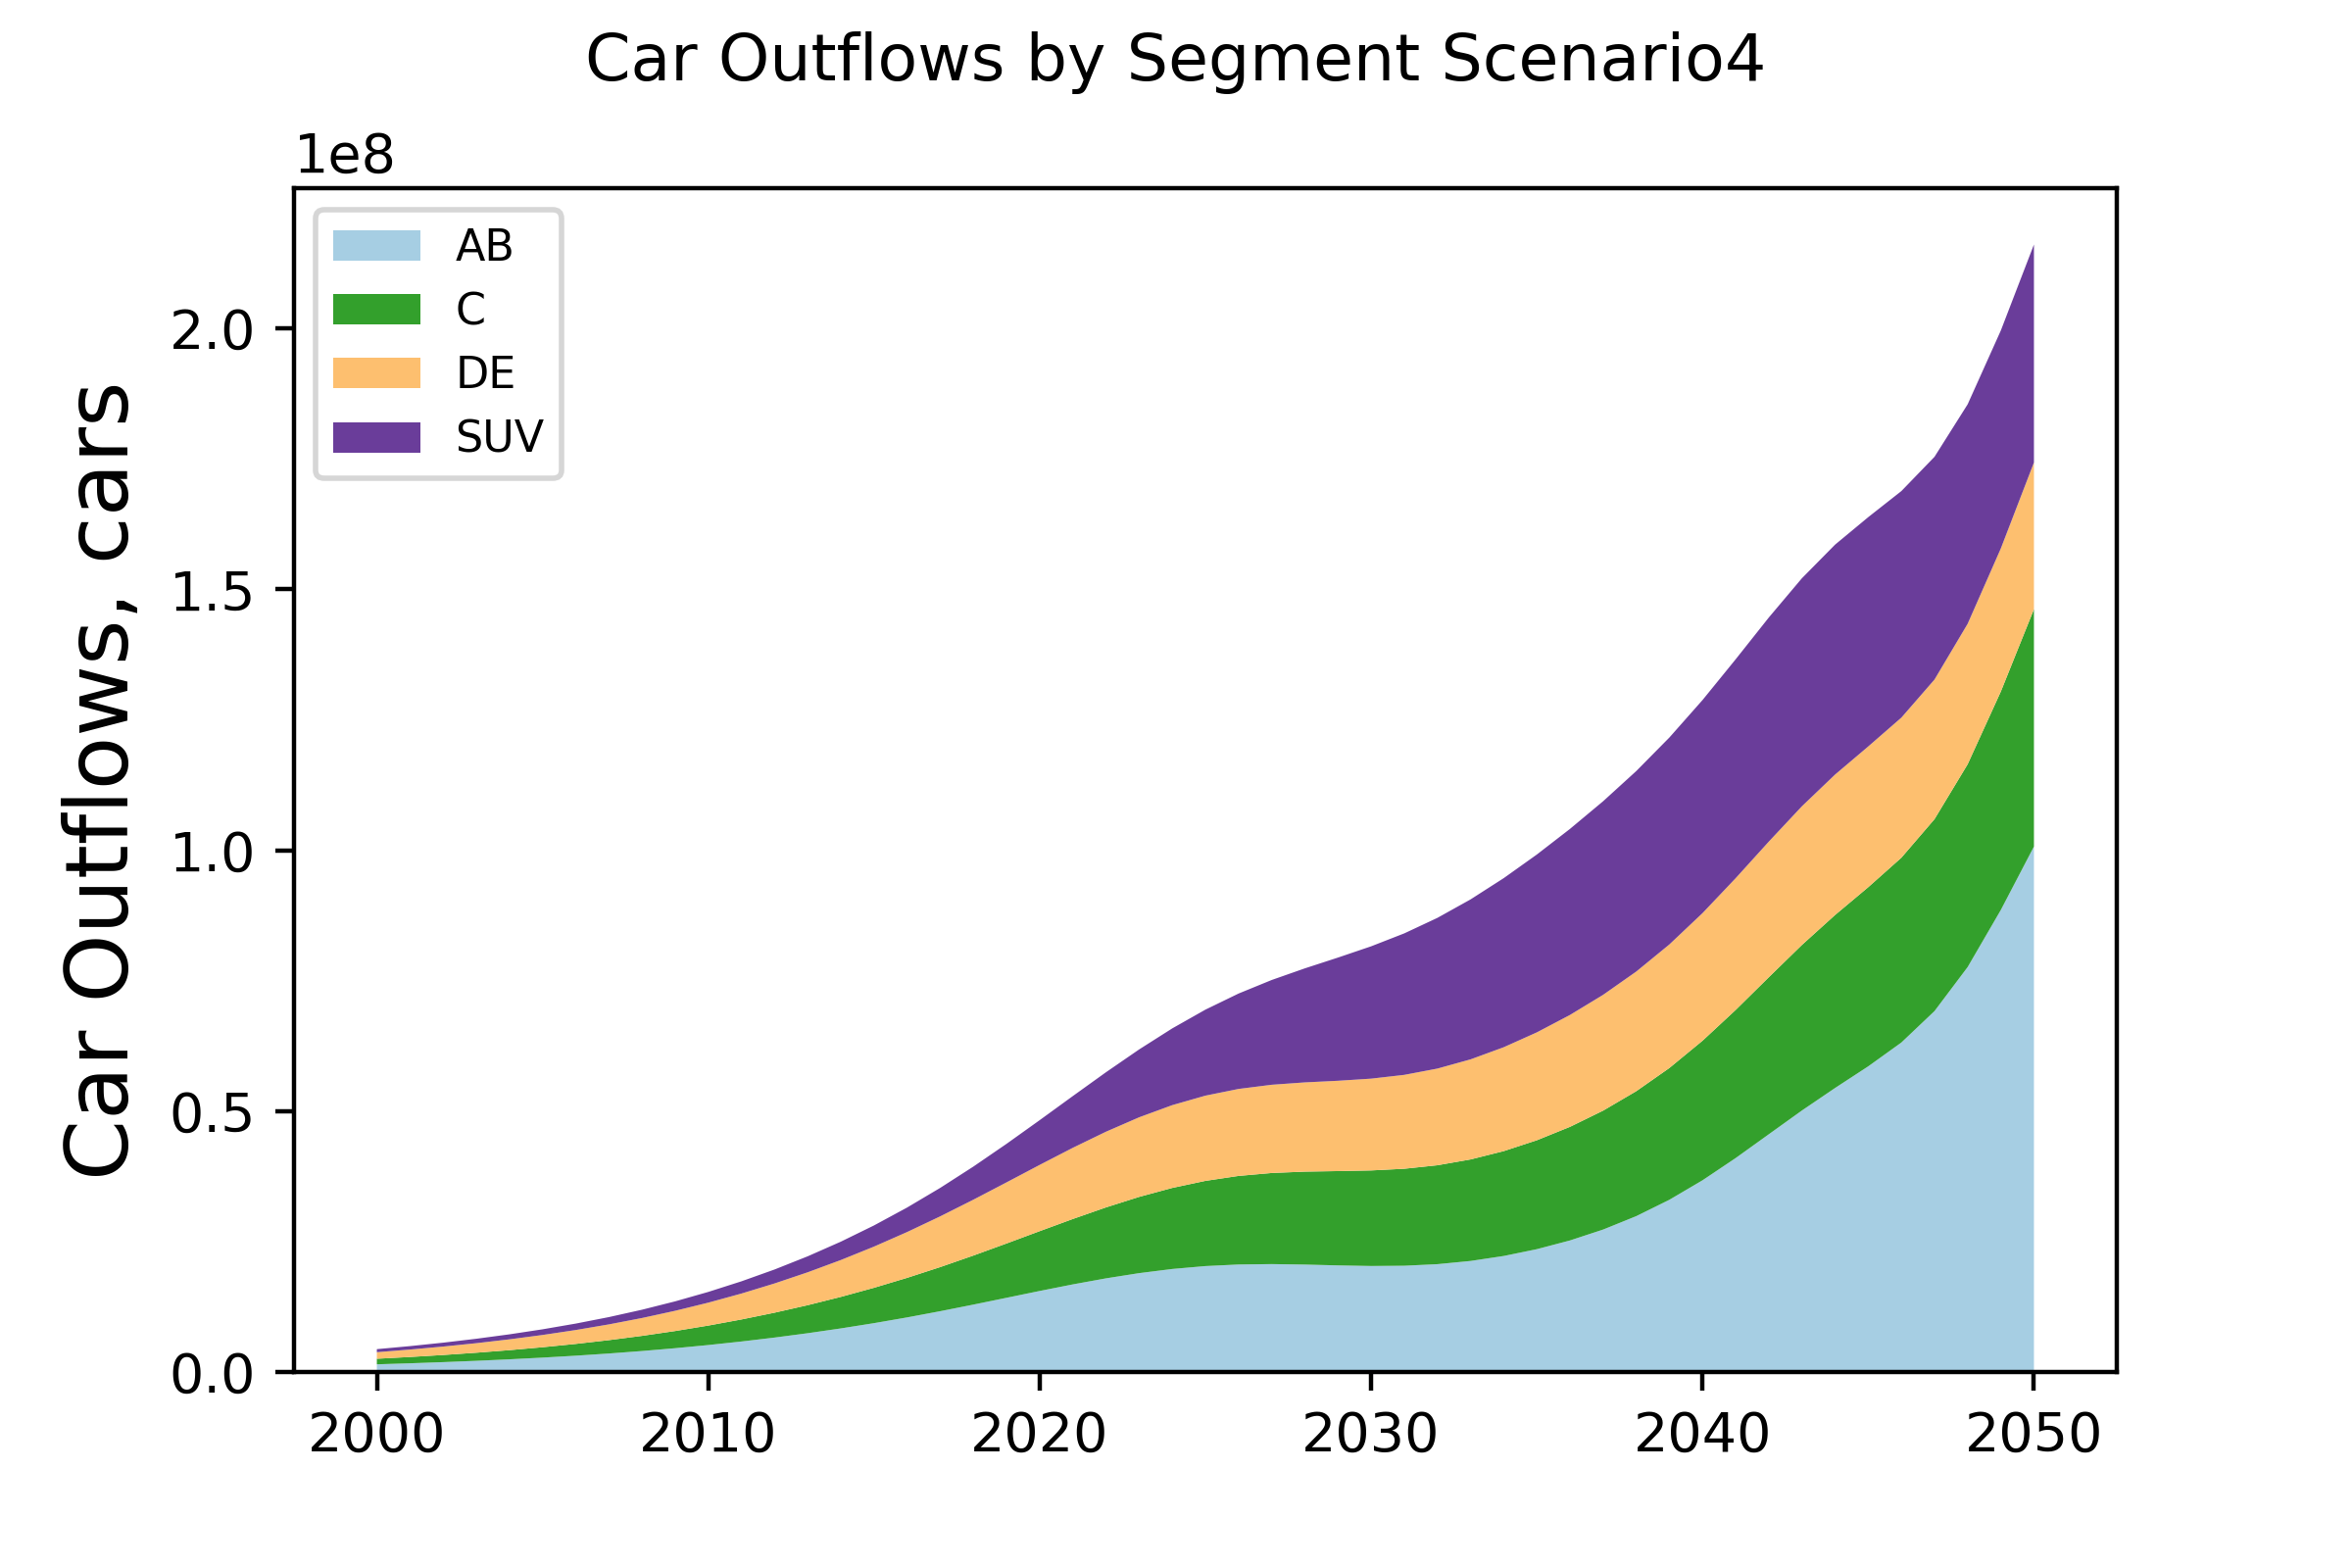 Car Outflows by Segment Scenario4
1e8
AB
C
DE
SUV
Car Outflows, cars
2.0
1.5
1.0
0.5
0.0
2000 2010 2020 2030 2040 2050